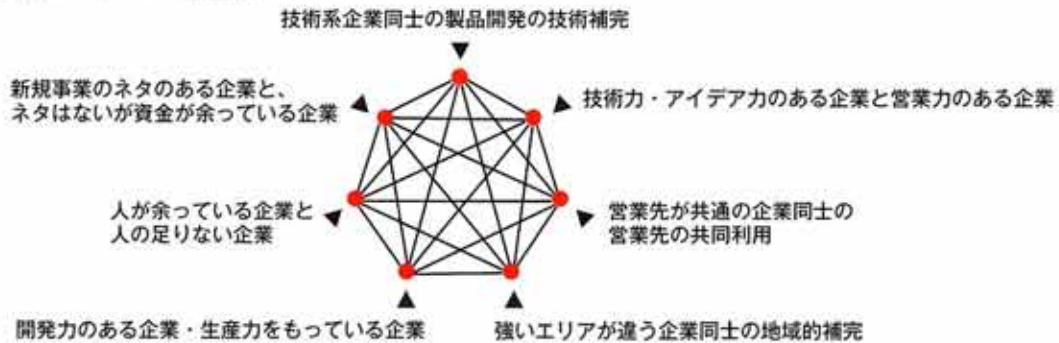 技術系企業同士の製品開発の技術補完
新規事業のネタのある企業と、
ネタはないが資金が余っている企業
技術力・アイデア力のある企業と営業力のある企業
人が余っている企業と
人の足りない企業
営業先が共通の企業同士の
営業先の共同利用
開発力のある企業・生産力をもっている企業
強いエリアが違う企業同士の地域的補完